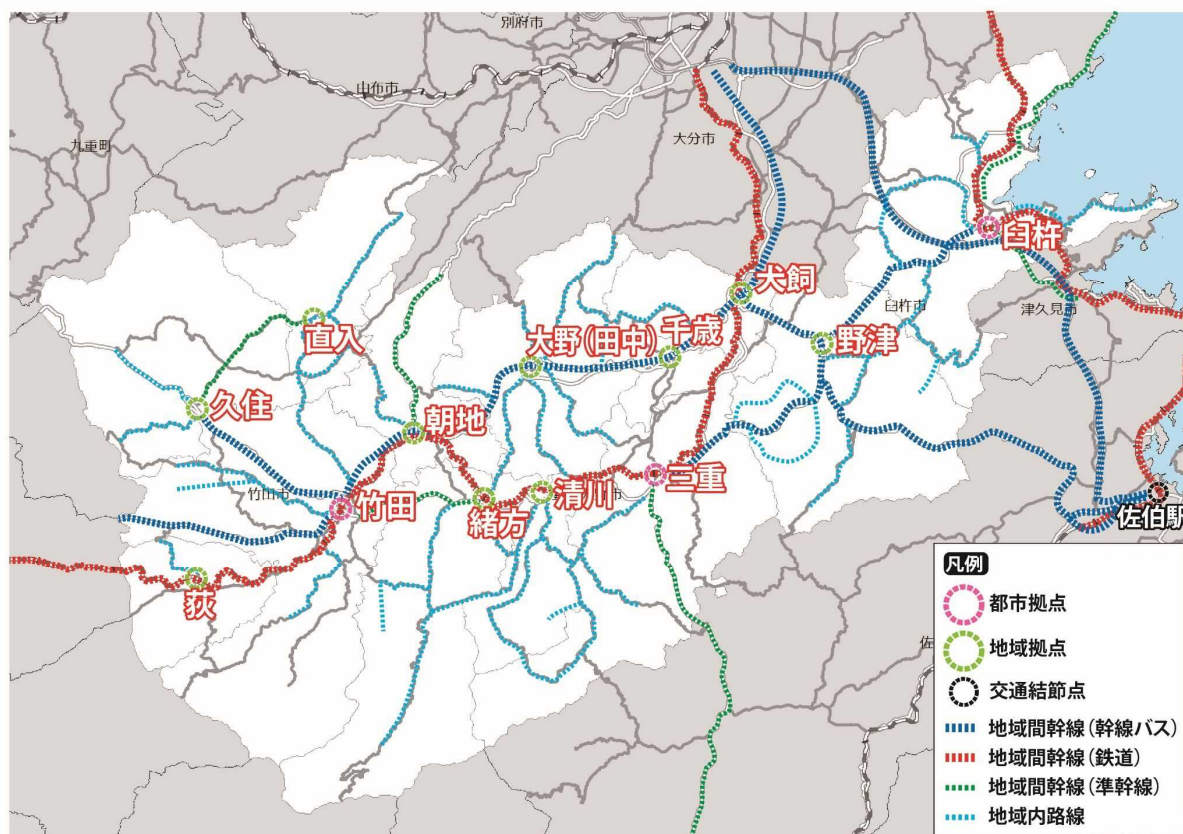 別府市
由布市
九重町
大分市
臼杵
犬飼
臼杵市
津久見市
直入
大野(田中)
千歳
野津
久住
朝地
三重
竹田市
竹田
緒方
清川
市
佐伯駅
荻
佐
凡例
都市拠点
地域拠点
交通結節点
地域間幹線(幹線バス)
地域間幹線(鉄道)
地域間幹線(準幹線)
地域内路線